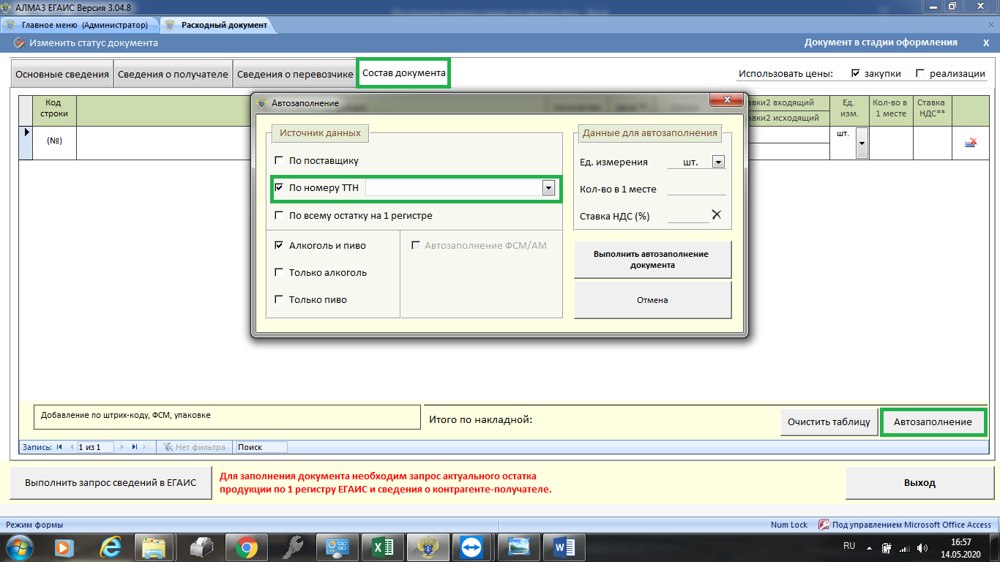 АЛМАЗ ЕГАИС Версия 3.04.8
Главное меню (Администратор)
Расходный документ
Изменить статус документа
Документ в стадии оформления
X
Основные сведения
Сведения о получателе
Сведения о перевозчике
Состав документа
Использовать цены:
закупки
реализации
Код строки
авки2 входящий
авки2 исходящий
Ед. изм.
Кол-во в 1 месте
Ставка НДС**
(№)
шт.
Автозаполнение
Источник данных
По поставщику
По номеру ТТН
По всему остатку на 1 регистре
Алкоголь и пиво
Только алкоголь
Только пиво
Автозаполнение ФСМ/АМ
Данные для автозаполнения
Ед. измерения
шт.
Кол-во в 1 месте
Ставка НДС (%)
Выполнить автозаполнение
документа
Отмена
Добавление по штрих-коду, ФСМ, упаковке
Итого по накладной:
Очистить таблицу
Автозаполнение
Запись:
1 из 1
Нет фильтра
Поиск
Выполнить запрос сведений в ЕГАИС
Для заполнения документа необходим запрос актуального остатка
продукции по 1 регистру ЕГАИС и сведения о контрагенте-получателе.
Выход
Режим формы
Num Lock
Под управлением Microsoft Office Access
RU
16:57
14.05.2020